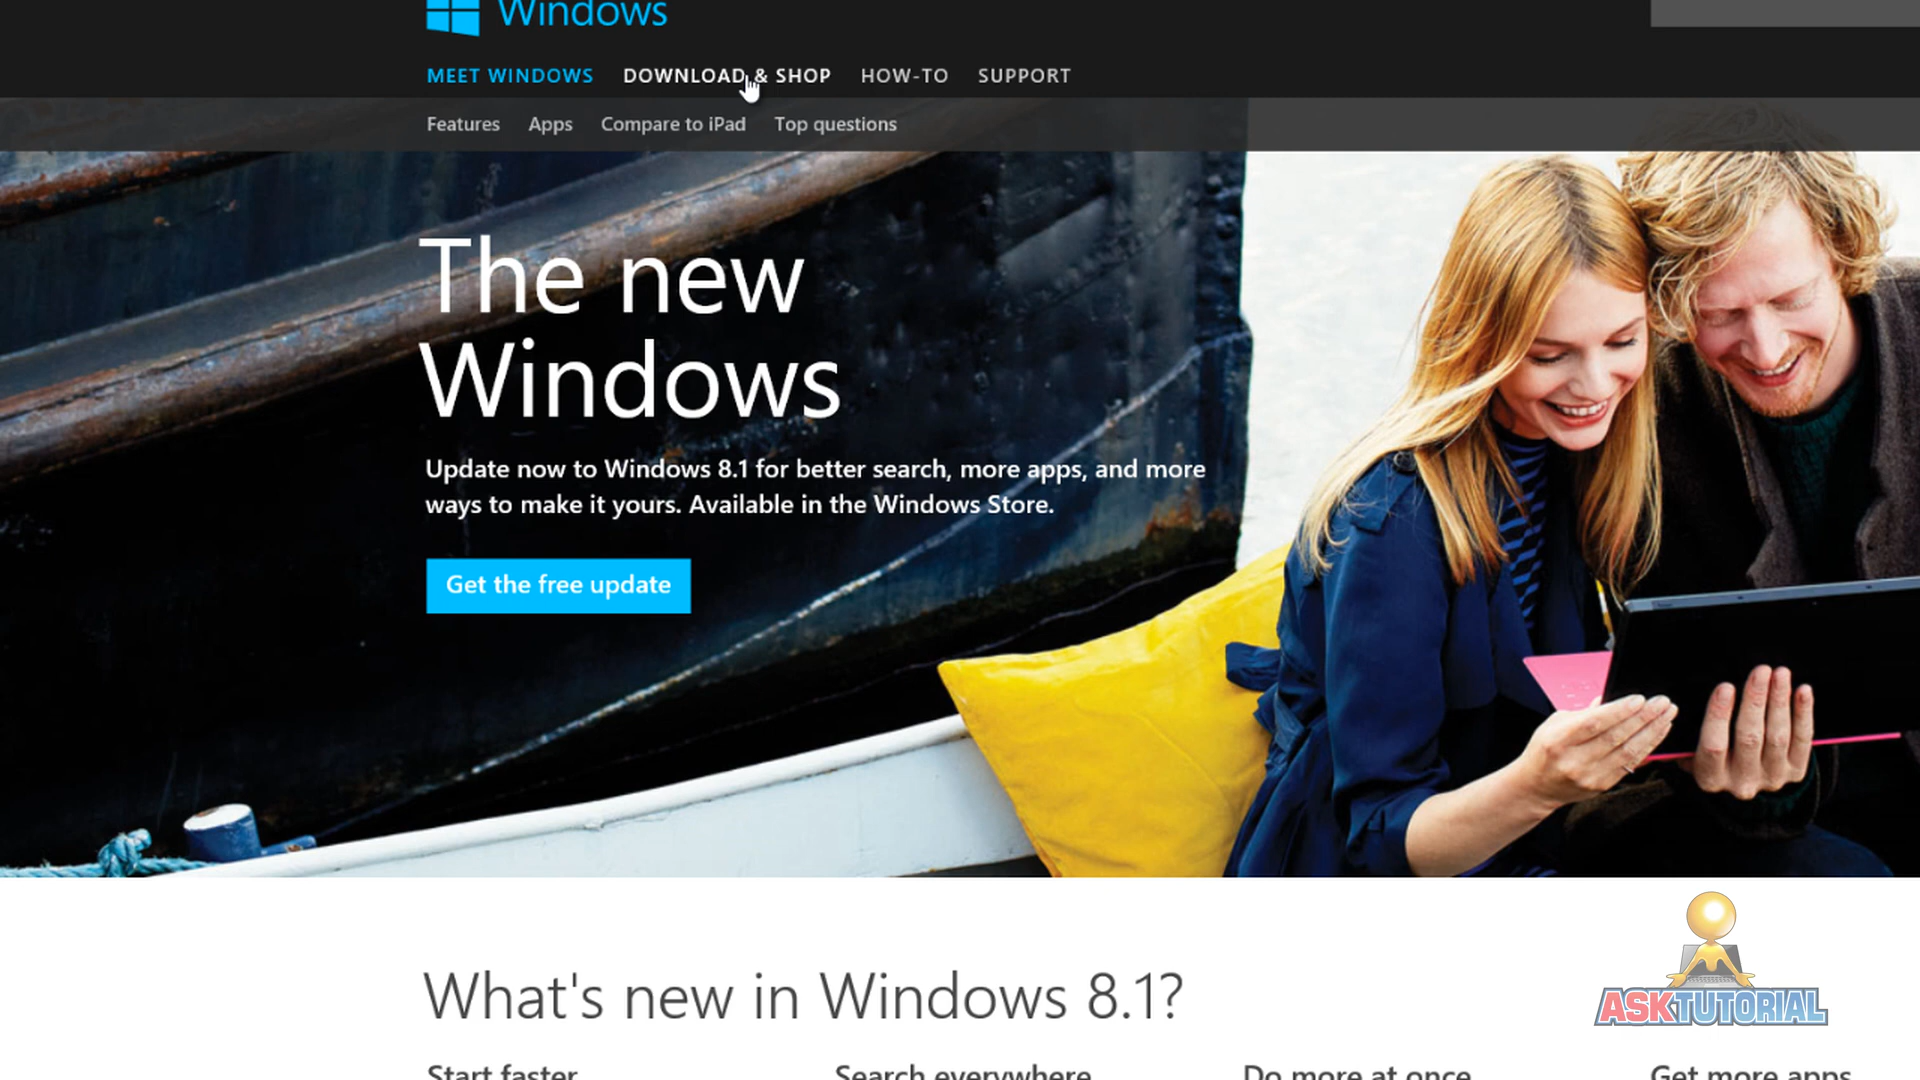 Windows
MEET WINDOWS DOWNLOAD & SHOP HOW-TO SUPPORT
Features Apps Compare to iPad Top questions
The new
Windows
Update now to Windows 8.1 for better search, more apps, and more
ways to make it yours. Available in the Windows Store.
Get the free update
What's new in Windows 8.1?
ASKTUTORIAL
Start faster Search everywhere Do more at once Get more apps